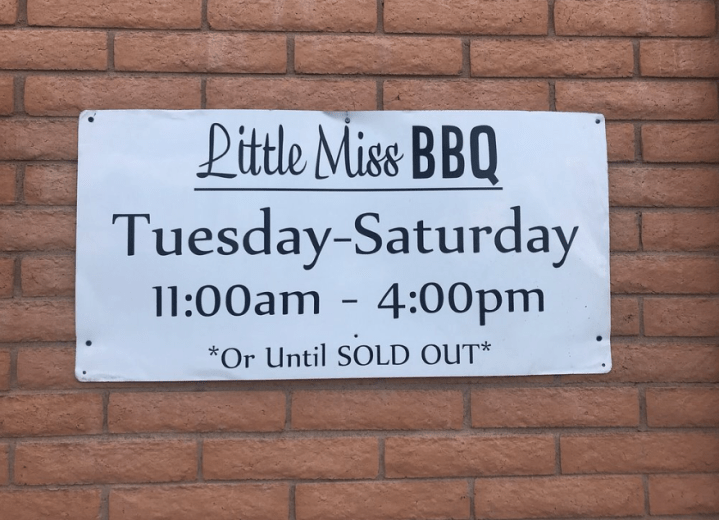 Little Miss BBQ
Tuesday-Saturday
11:00am - 4:00pm
*Or Until SOLD OUT*